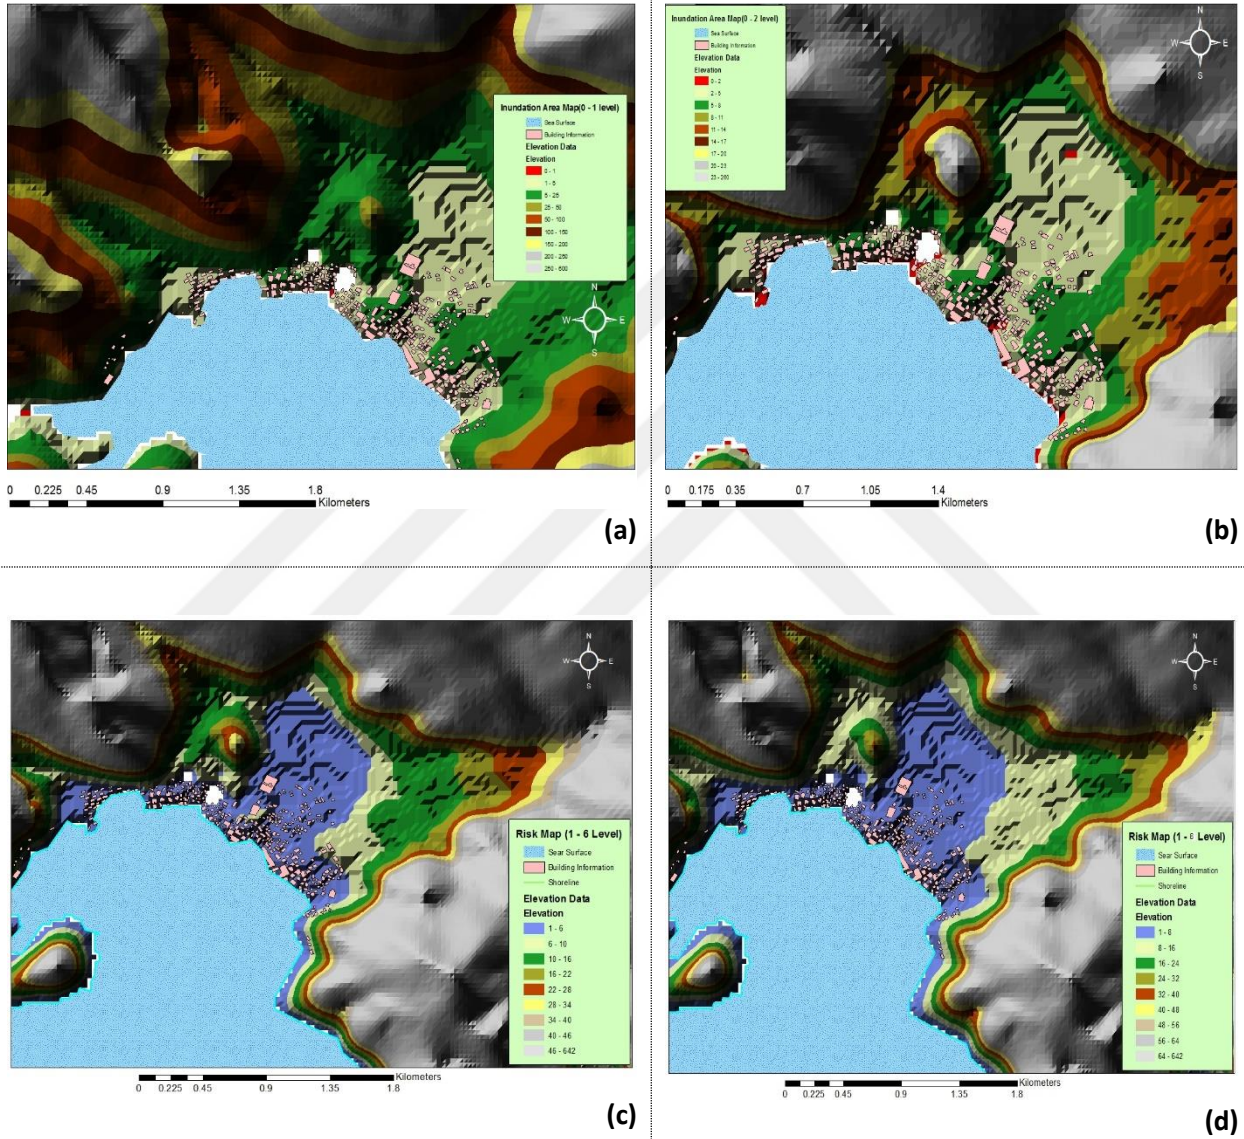 Inundation Area Map(0 - 1 level)
Sea Surface
Building Information
Elevation Data
Elevation
0 - 1
1 - 5
5 - 25
25 - 50
50 - 100
100 - 150
150 - 200
200 - 250
250 - 600
N
W E
S
0 0.225 0.45 0.9 1.35 1.8
Kilometers
(a)
Inundation Area Map(0 - 2 level)
Sea Surface
Building Information
Elevation Data
Elevation
0 - 2
2 - 5
5 - 8
8 - 11
11 - 14
14 - 17
17 - 20
20 - 23
23 - 200
N
W E
S
0 0.175 0.35 0.7 1.05 1.4
Kilometers
(b)
N
W E
S
Risk Map (1 - 6 Level)
Sear Surface
Building Information
Shoreline
Elevation Data
Elevation
1 - 6
6 - 10
10 - 16
16 - 22
22 - 28
28 - 34
34 - 40
40 - 46
46 - 642
Kilometers
0 0.225 0.45 0.9 1.35 1.8
(c)
N
W E
S
Risk Map (1 - 8 Level)
Sear Surface
Building Information
Shoreline
Elevation Data
Elevation
1 - 8
8 - 16
16 - 24
24 - 32
32 - 40
40 - 48
48 - 56
56 - 64
64 - 642
Kilometers
0 0.225 0.45 0.9 1.35 1.8
(d)